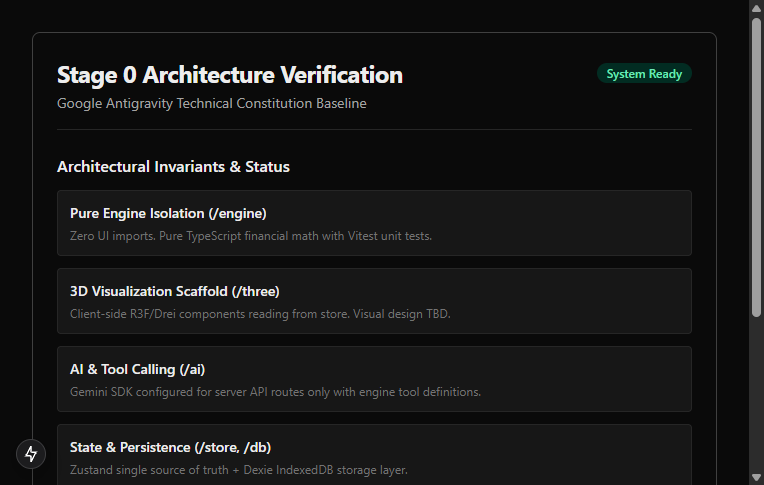 Stage 0 Architecture Verification
System Ready
Google Antigravity Technical Constitution Baseline
Architectural Invariants & Status
Pure Engine Isolation (/engine)
Zero UI imports. Pure TypeScript financial math with Vitest unit tests.
3D Visualization Scaffold (/three)
Client-side R3F/Drei components reading from store. Visual design TBD.
AI & Tool Calling (/ai)
Gemini SDK configured for server API routes only with engine tool definitions.
State & Persistence (/store, /db)
Zustand single source of truth + Dexie IndexedDB storage layer.